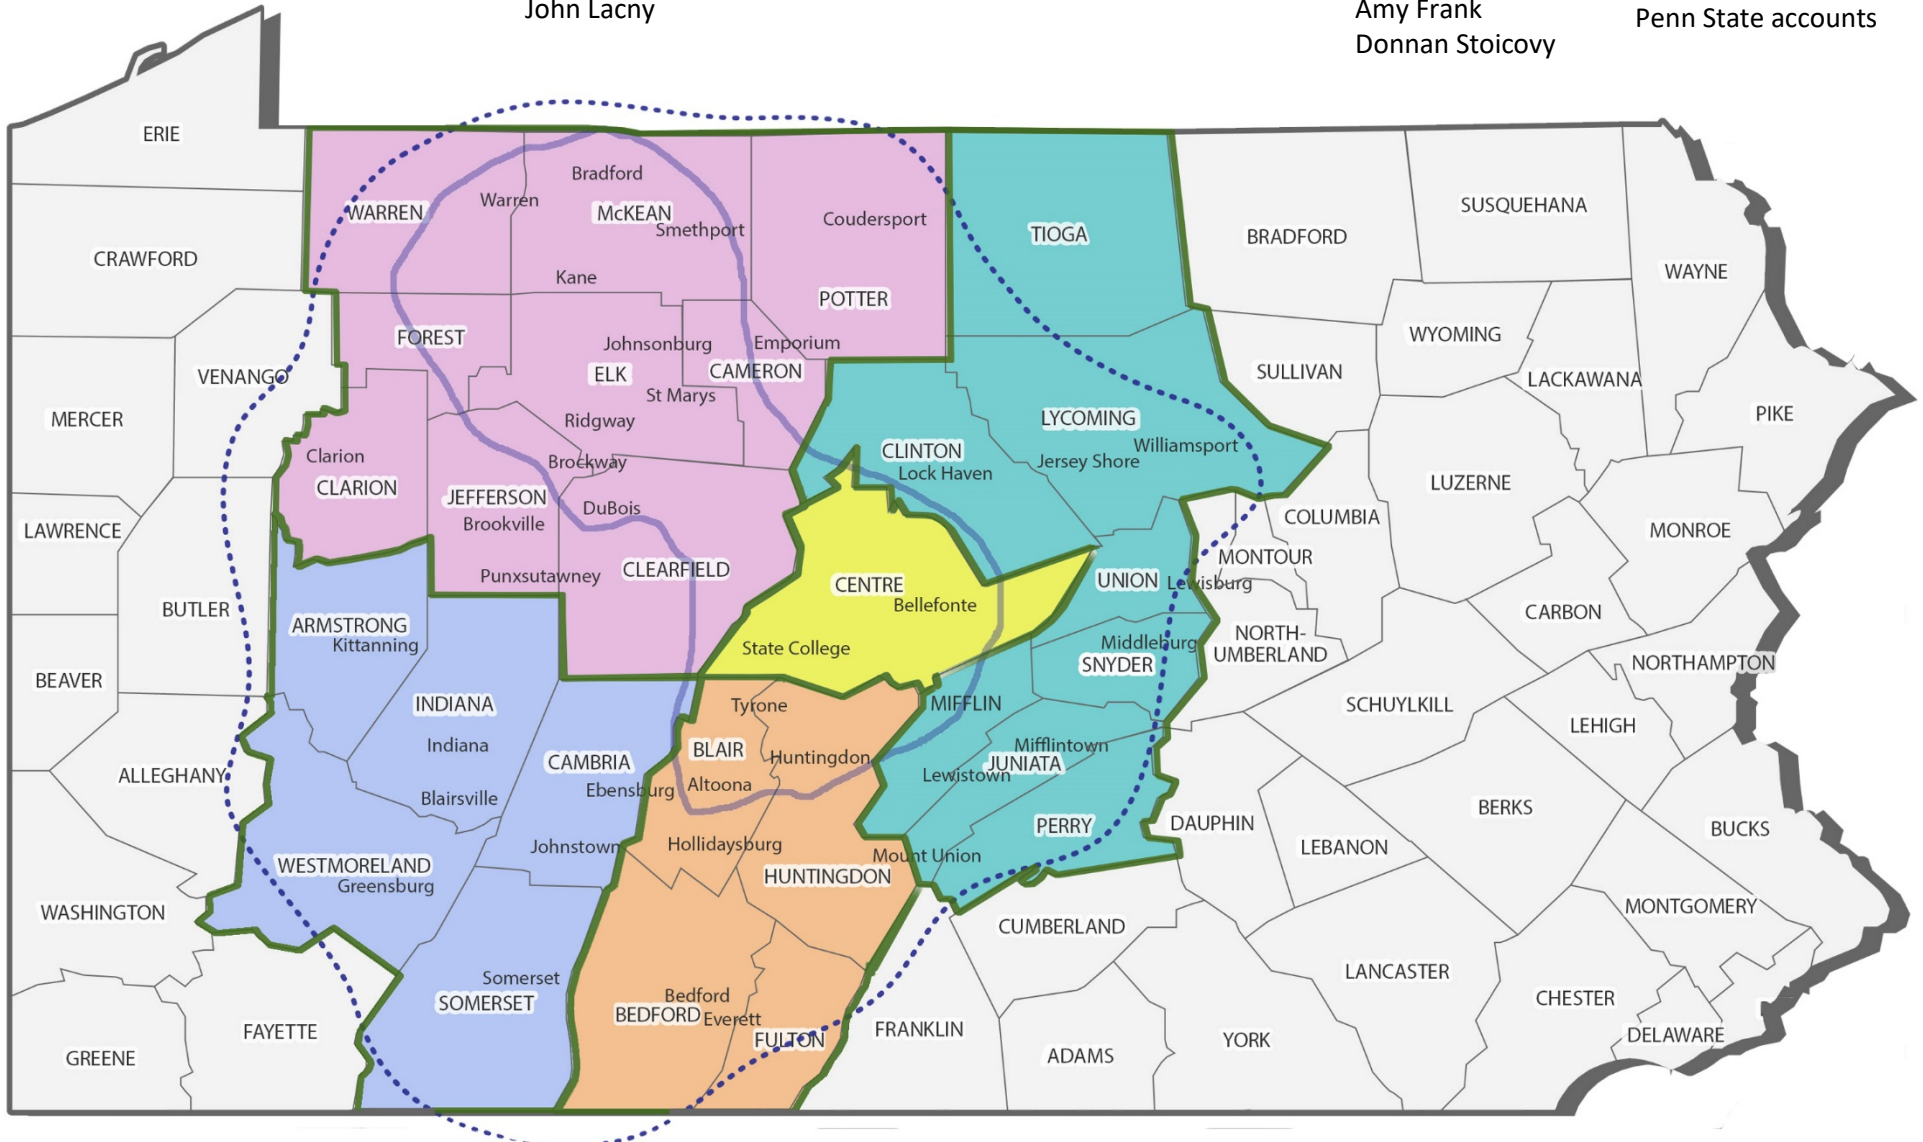 John Lacny
Amy Frank
Donnan Stoicovy
Penn State accounts
ERIE
CRAWFORD
MERCER
VENANGO
LAWRENCE
BUTLER
BEAVER
ALLEGHANY
WASHINGTON
GREENE
FAYETTE
WARREN
Warren
Bradford
McKEAN
Smethport
Kane
Coudersport
POTTER
FOREST
Johnsonburg
ELK
St Marys
Ridgway
Emporium
CAMERON
Clarion
CLARION
Brockway
JEFFERSON
Brookville
DuBois
Punxsutawney
CLEARFIELD
TIOGA
LYCOMING
Williamsport
Jersey Shore
CLINTON
Lock Haven
CENTRE
Bellefonte
State College
UNION
Lewisburg
Middleburg
SNYDER
MIFFLIN
Mifflintown
JUNIATA
Lewistown
PERRY
ARMSTRONG
Kittanning
INDIANA
Indiana
Blairsville
CAMBRIA
Ebensburg
Johnstown
WESTMORELAND
Greensburg
Somerset
SOMERSET
Tyrone
BLAIR
Altoona
Huntingdon
Hollidaysburg
Mount Union
HUNTINGDON
Bedford
BEDFORD
Everett
FULTON
BRADFORD
SUSQUEHANA
WAYNE
WYOMING
SULLIVAN
LACKAWANA
PIKE
LUZERNE
COLUMBIA
MONTOUR
MONROE
CARBON
NORTH-
UMBERLAND
NORTHAMPTON
SCHUYLKILL
LEHIGH
DAUPHIN
LEBANON
BERKS
BUCKS
MONTGOMERY
CUMBERLAND
LANCASTER
CHESTER
DELAWARE
FRANKLIN
ADAMS
YORK